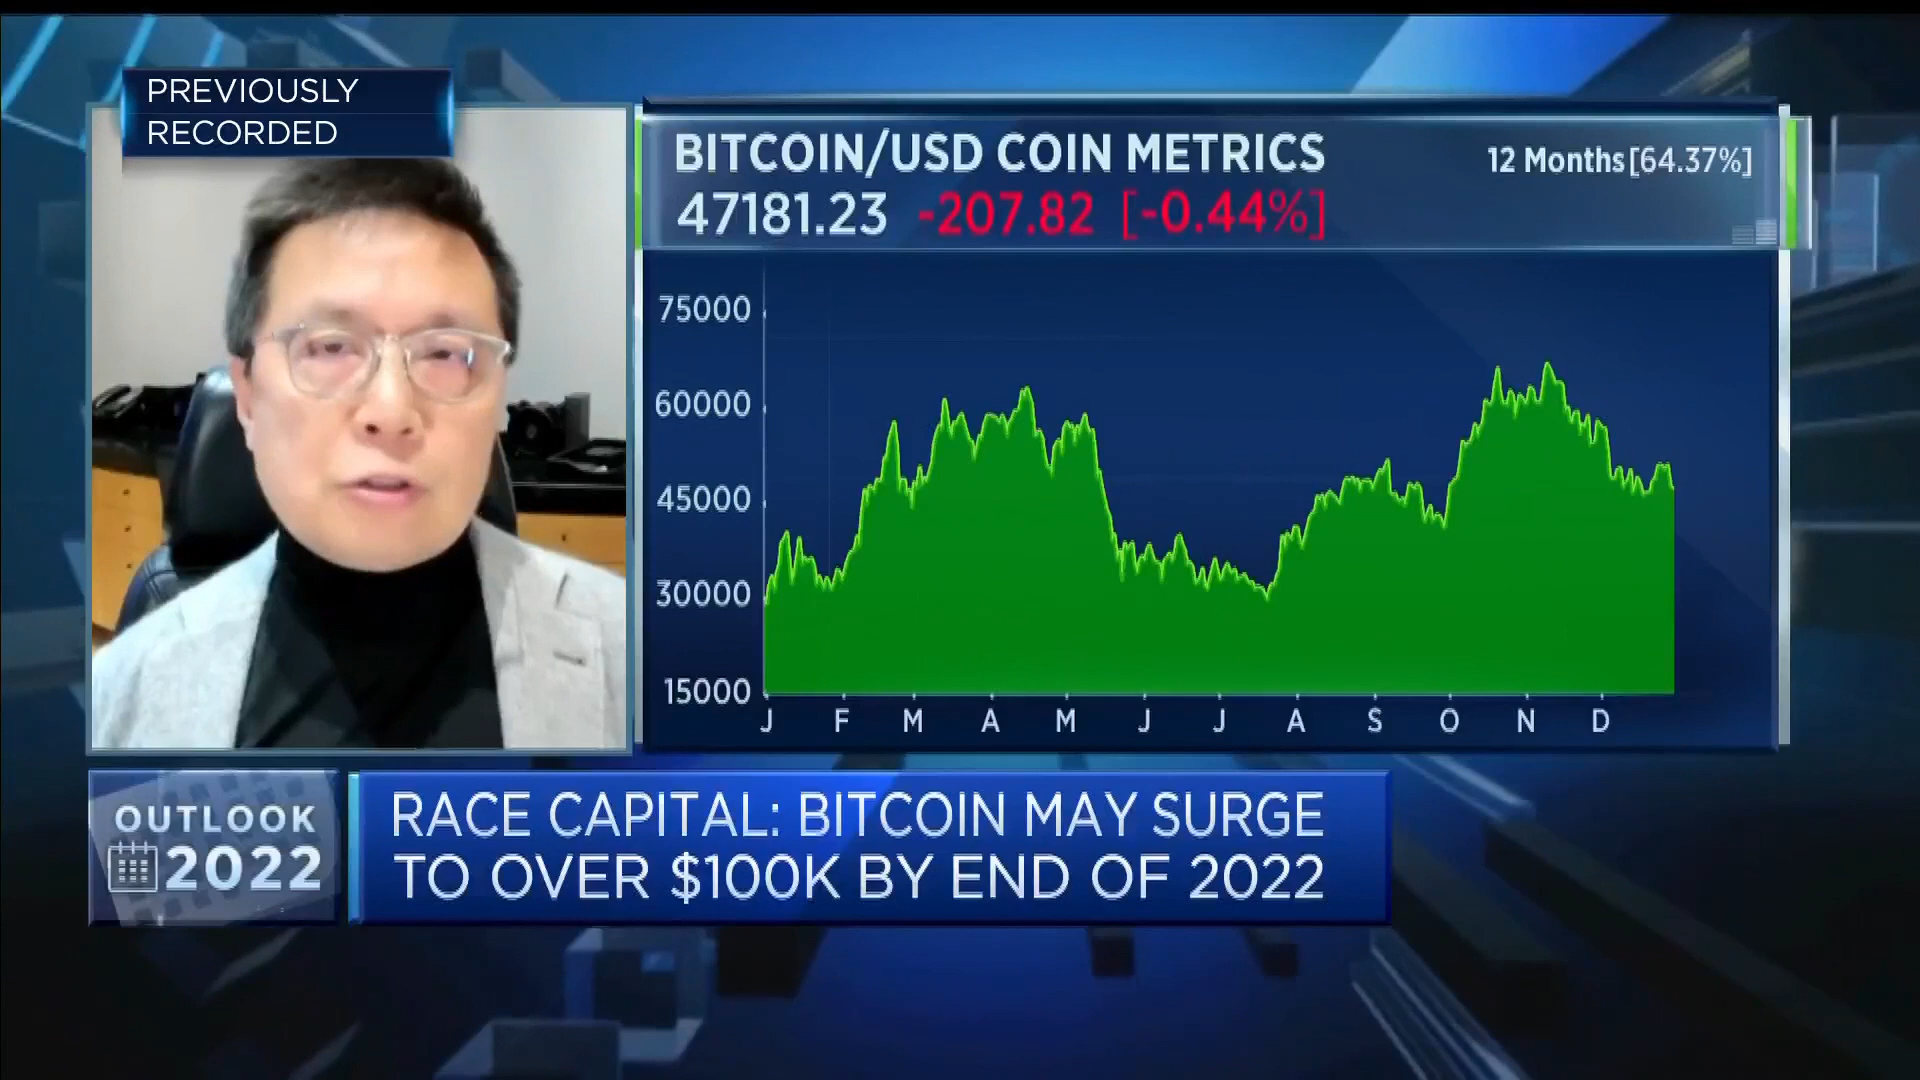 PREVIOUSLY
RECORDED
BITCOIN/USD COIN METRICS
12 Months[64.37%]
47181.23 -207.82 [-0.44%]
75000
60000
45000
30000
15000
J F M A M J J A S O N D
OUTLOOK
2022
RACE CAPITAL: BITCOIN MAY SURGE
TO OVER $100K BY END OF 2022